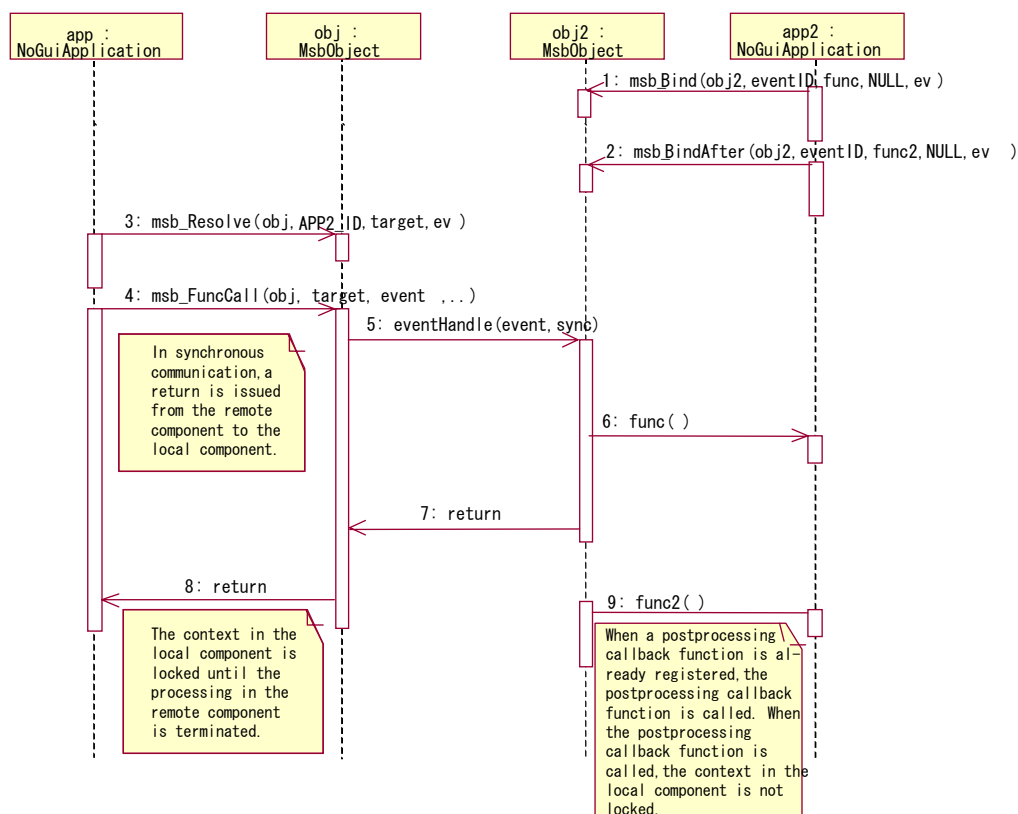 app :
NoGuiApplication
obj :
MsbObject
obj2 :
MsbObject
app2 :
NoGuiApplication
1: msb_Bind(obj2,eventID,func,NULL,ev )
2: msb_BindAfter(obj2,eventID,func2,NULL,ev )
3: msb_Resolve(obj,APP2_ID,target,ev )
4: msb_FuncCall(obj, target, event ,..)
5: eventHandle(event,sync)
In synchronous
communication,a
return is issued
from the remote
component to the
local component.
6: func( )
7: return
8: return
9: func2( )
The context in the
local component is
locked until the
processing in the
remote component
is terminated.
When a postprocessing
callback function is al-
ready registered,the
postprocessing callback
function is called. When
the postprocessing
callback function is
called,the context in the
local component is not
locked.